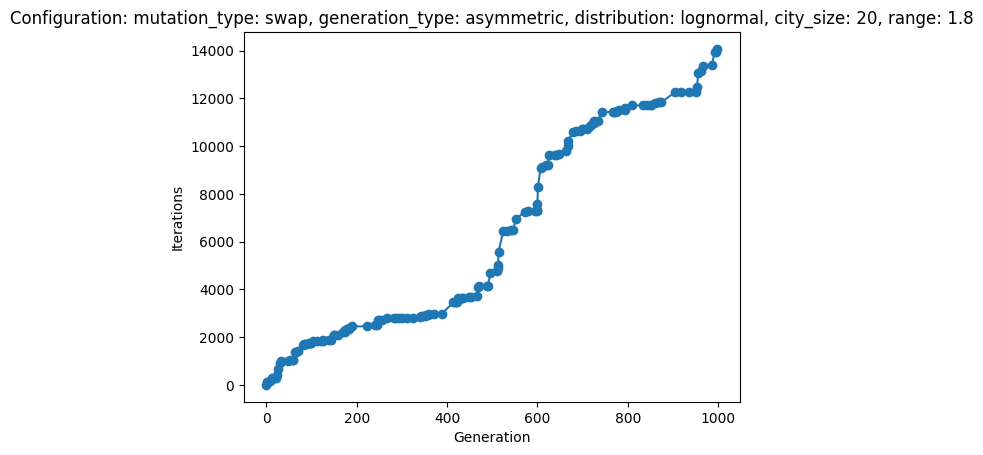 Configuration: mutation_type: swap, generation_type: asymmetric, distribution: lognormal, city_size: 20, range: 1.8
14000
12000
10000
8000
6000
4000
2000
0
Iterations
0 200 400 600 800 1000
Generation